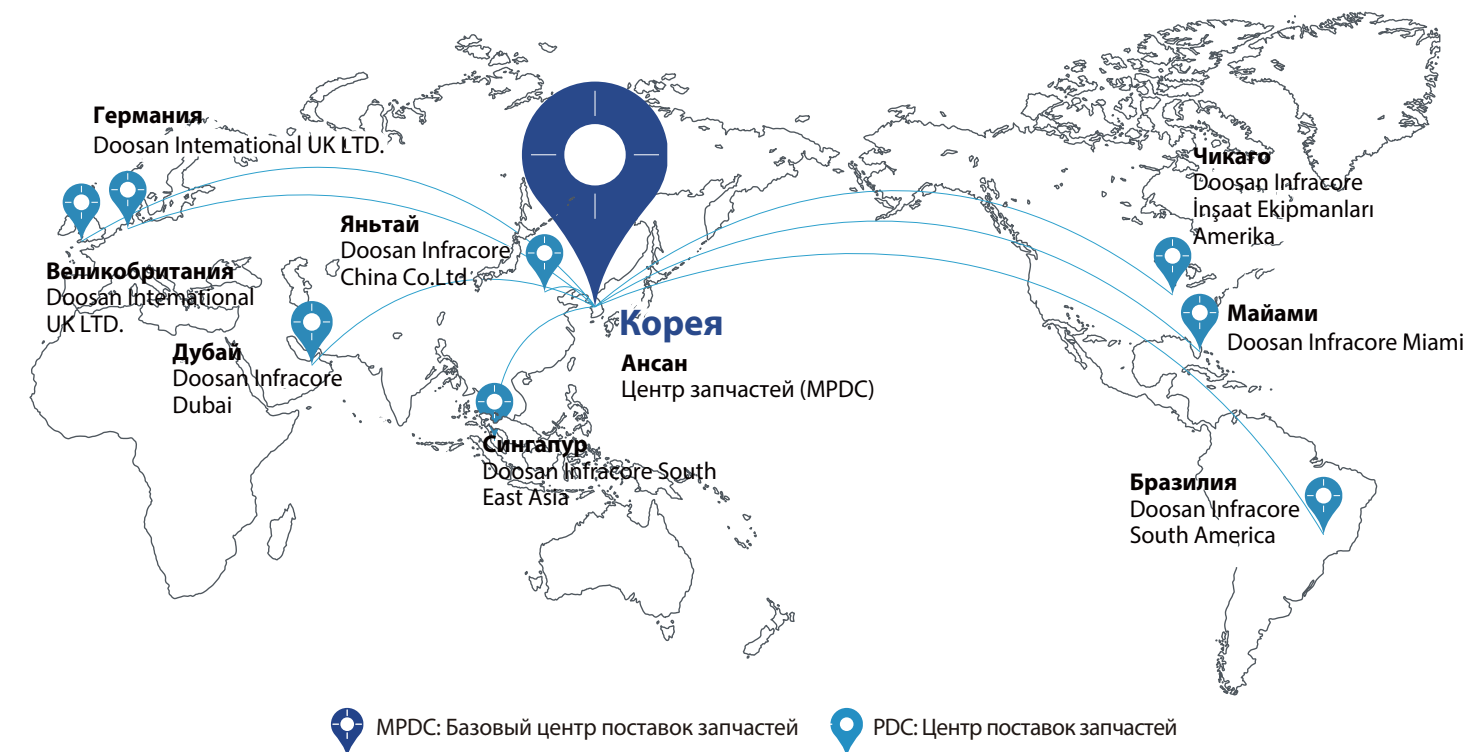 Германия
Doosan Intemational UK LTD.
Великобритания
Doosan Intemational
UK LTD.
Дубай
Doosan Infracore
Dubai
Яньтай
Doosan Infracore
China Co.Ltd
Корея
Ансан
Центр запчастей (MPDC)
Сингапур
Doosan Infracore South
East Asia
Чикаго
Doosan Infracore
İnşaat Ekipmanları
Amerika
Майами
Doosan Infracore Miami
Бразилия
Doosan Infracore
South America
MPDC: Базовый центр поставок запчастей
PDC: Центр поставок запчастей